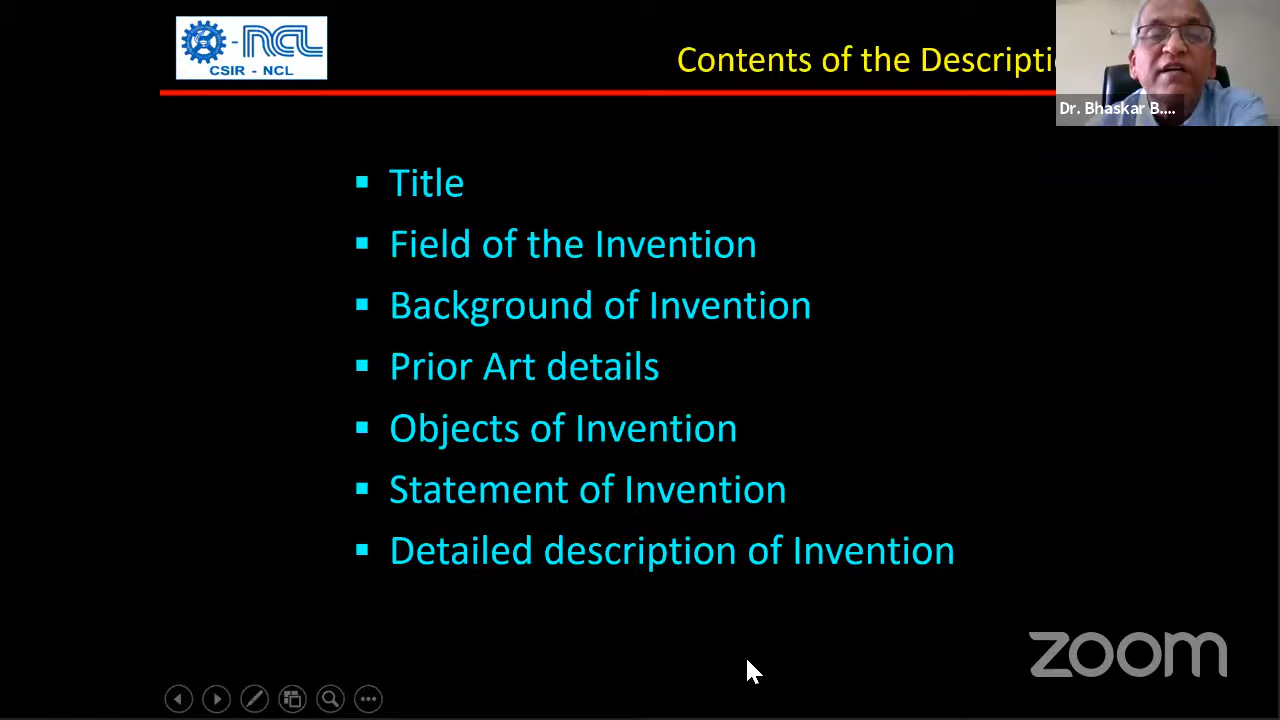 NCL
CSIR - NCL
Contents of the Descripti
Dr. Bhaskar B....
Title
Field of the Invention
Background of Invention
Prior Art details
Objects of Invention
Statement of Invention
Detailed description of Invention
zoom